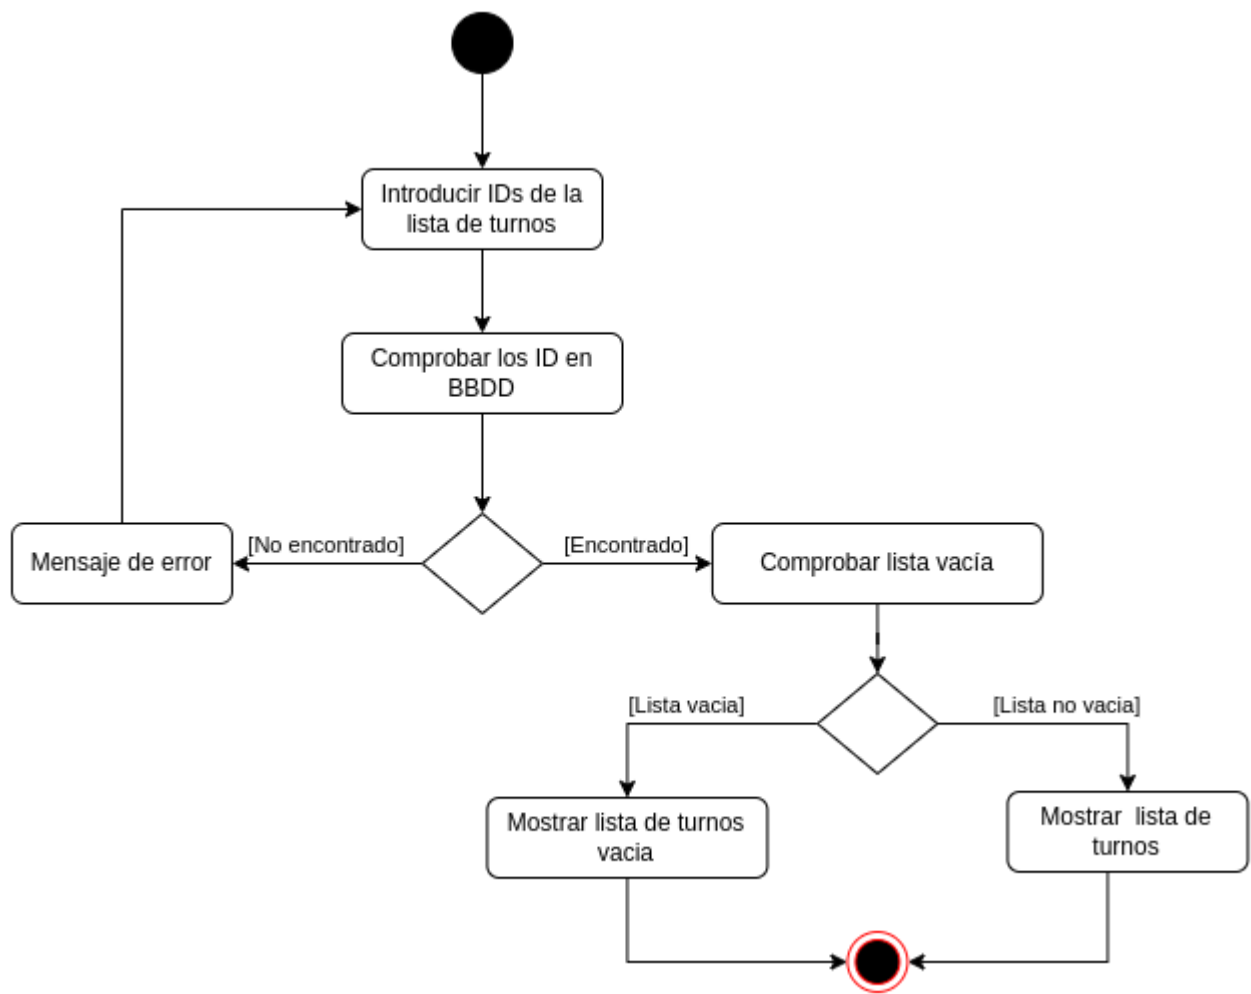 Introducir IDs de la
lista de turnos
Comprobar los ID en
BBDD
[No encontrado]
[Encontrado]
Mensaje de error
Comprobar lista vacía
[Lista vacia]
[Lista no vacia]
Mostrar lista de turnos
vacia
Mostrar lista de
turnos